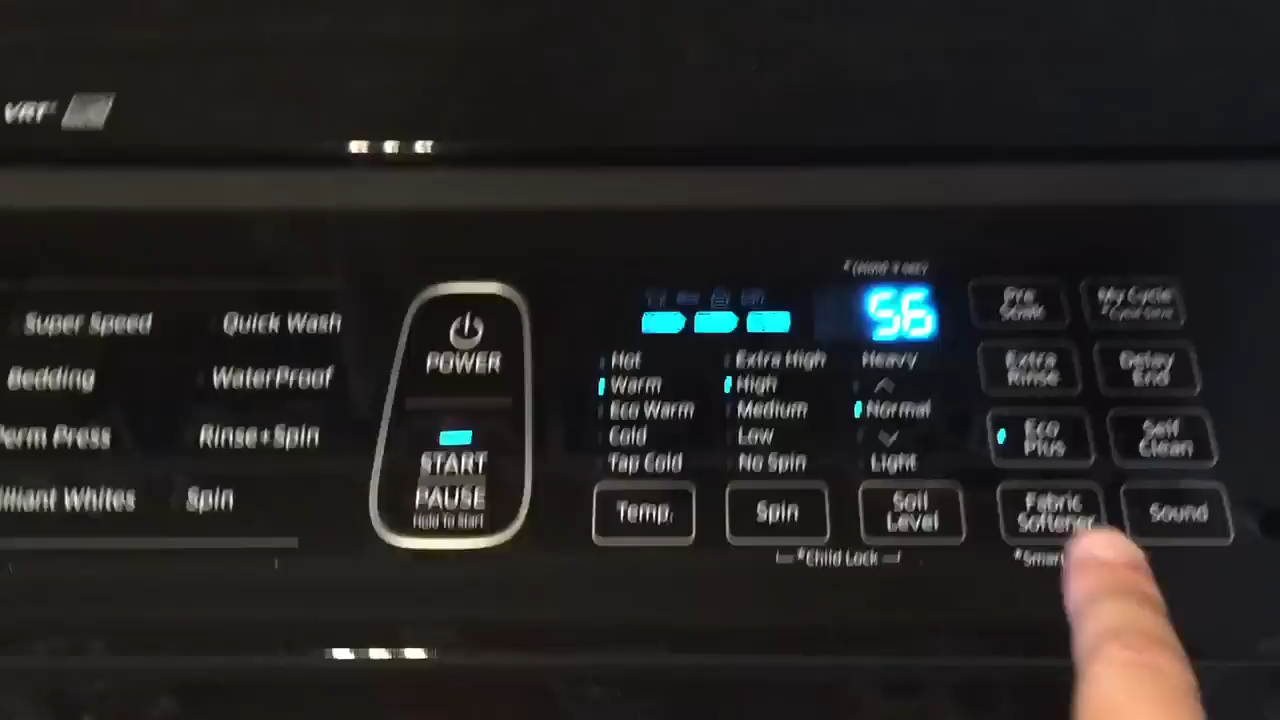 VRT
56
Super Speed
Quick Wash
Bedding
WaterProof
Perm Press
Rinse+Spin
lliant Whites
Spin
POWER
START
PAUSE
Hold To Start
Hot
Warm
Eco Warm
Cold
Tap Cold
Temp.
Extra High
High
Medium
Low
No Spin
Spin
Heavy
Normal
Light
Soil
Level
*Child Lock
Pre
Soak
My Cycle
Extra
Rinse
Delay
End
Eco
Plus
Self
Clean
Fabric
Softener
Sound